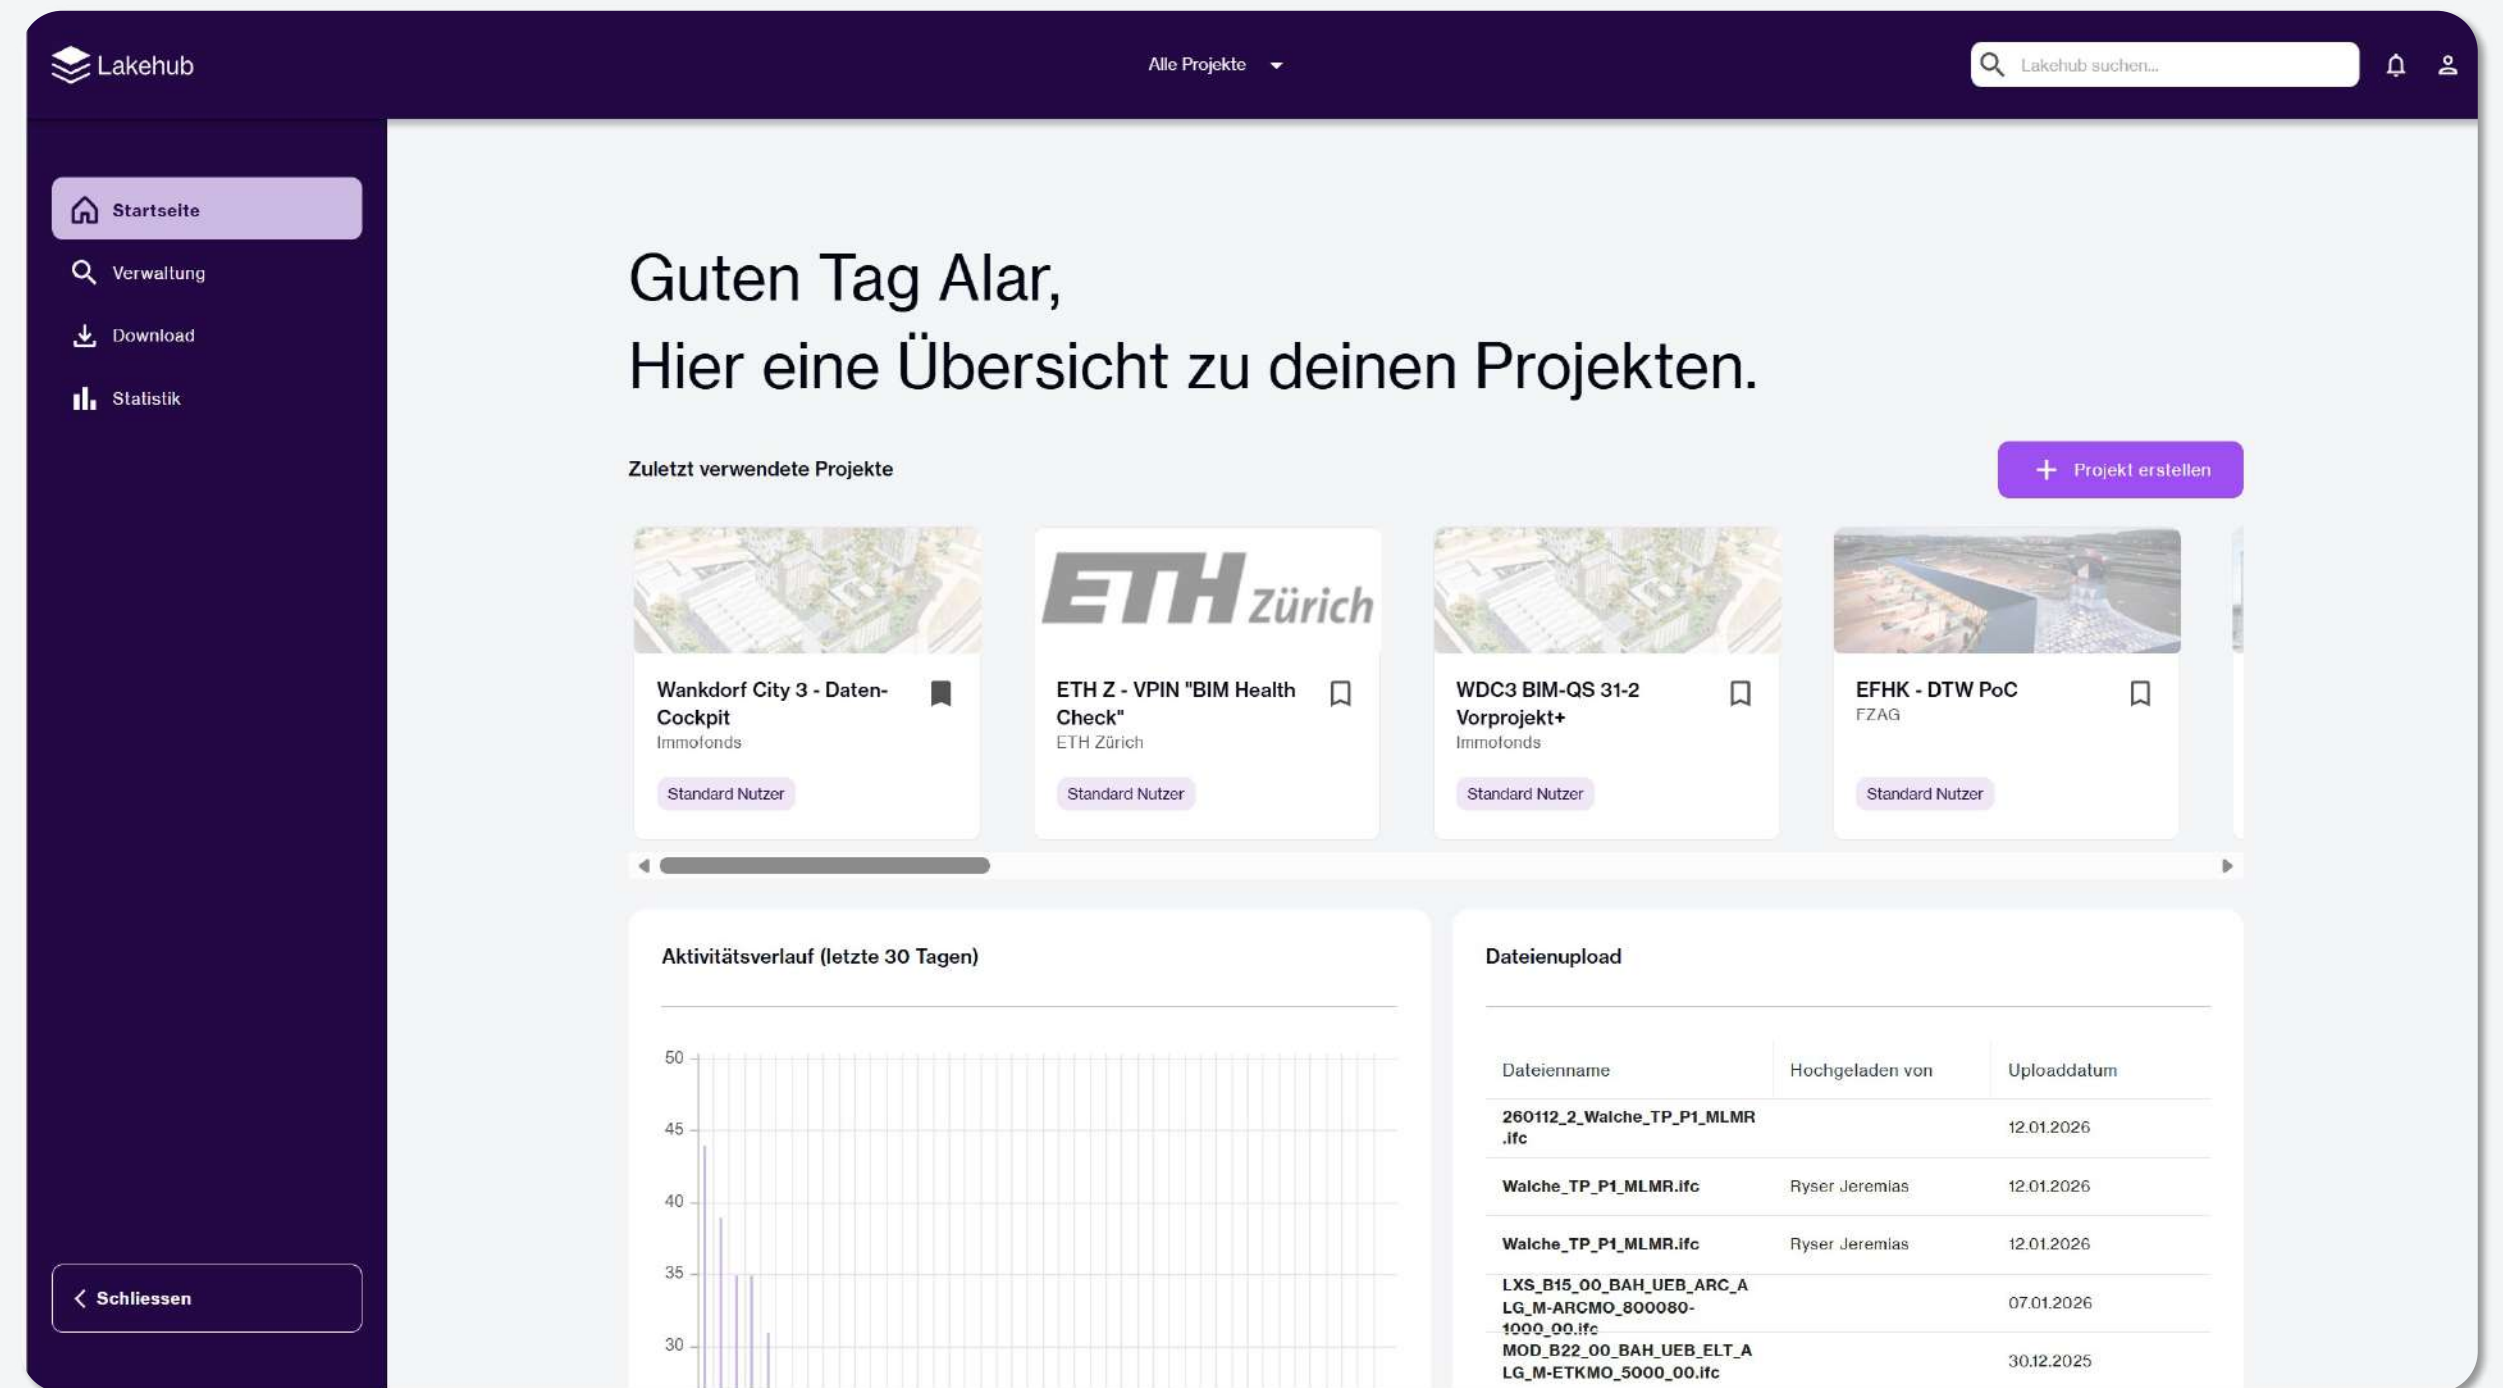 Lakehub
Alle Projekte
Lakehub suchen...
Startseite
Verwaltung
Download
Statistik
Schliessen
Guten Tag Alar,
Hier eine Übersicht zu deinen Projekten.
Zuletzt verwendete Projekte
Projekt erstellen
Wankdorf City 3 - Daten-
Cockpit
Immofonds
Standard Nutzer
ETH zürich
ETH Z - VPIN "BIM Health
Check"
ETH Zürich
Standard Nutzer
WDC3 BIM-QS 31-2
Vorprojekt+
Immofonds
Standard Nutzer
EFHK - DTW PoC
FZAG
Standard Nutzer
Aktivitätsverlauf (letzte 30 Tagen)
50
45
40
35
30
Dateienupload
Dateienname Hochgeladen von Uploaddatum
260112_2_Walche_TP_P1_MLMR
.ifc
12.01.2026
Walche_TP_P1_MLMR.ifc Ryser Jeremias 12.01.2026
Walche_TP_P1_MLMR.ifc Ryser Jeremias 12.01.2026
LXS_B15_00_BAH_UEB_ARC_A
LG_M-ARCMO_800080-
1000_00.ifc
07.01.2026
MOD_B22_00_BAH_UEB_ELT_A
LG_M-ETKMO_5000_00.ifc
30.12.2025